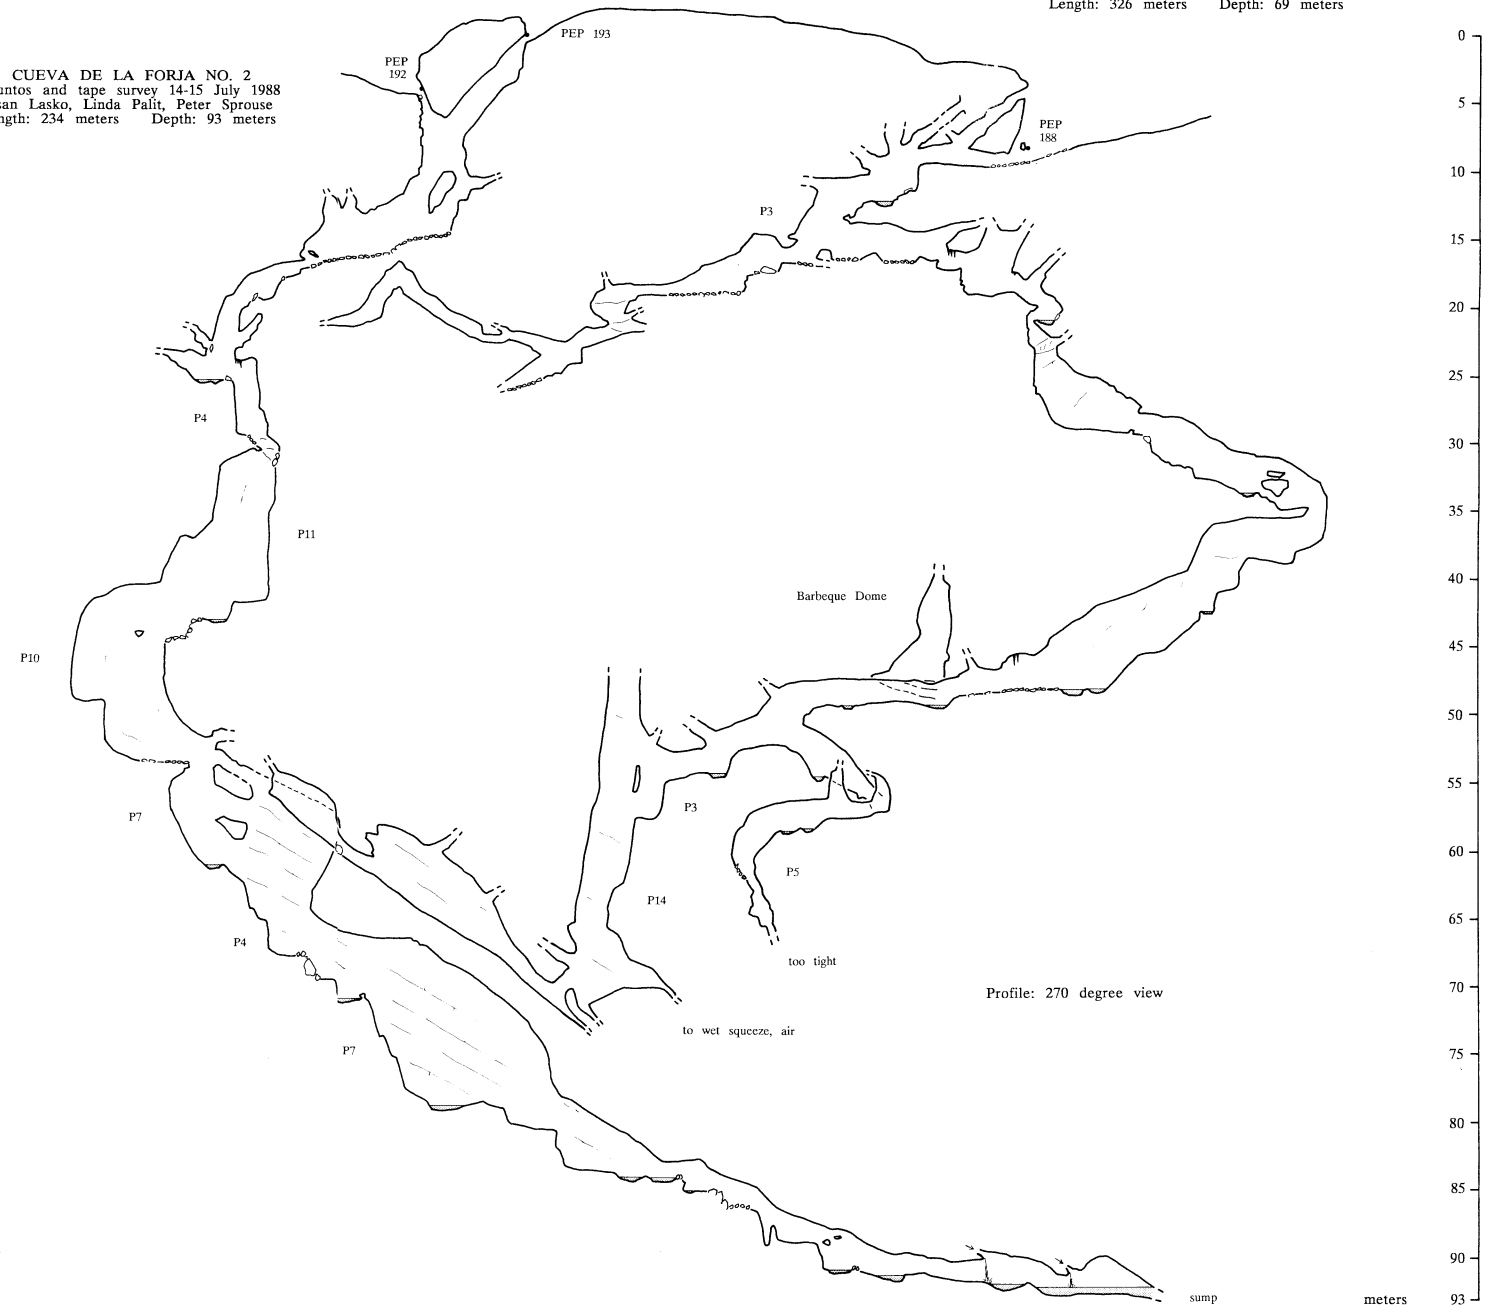 Length: 326 meters Depth: 69 meters
CUEVA DE LA FORJA NO. 2
untos and tape survey 14-15 July 1988
san Lasko, Linda Palit, Peter Sprouse
ngth: 234 meters Depth: 93 meters
PEP 193
PEP
192
PEP
188
P3
P4
P11
P10
Barbeque Dome
P7
P3
P5
P14
P4
too tight
Profile: 270 degree view
to wet squeeze, air
P7
sump
meters
0
5
10
15
20
25
30
35
40
45
50
55
60
65
70
75
80
85
90
93